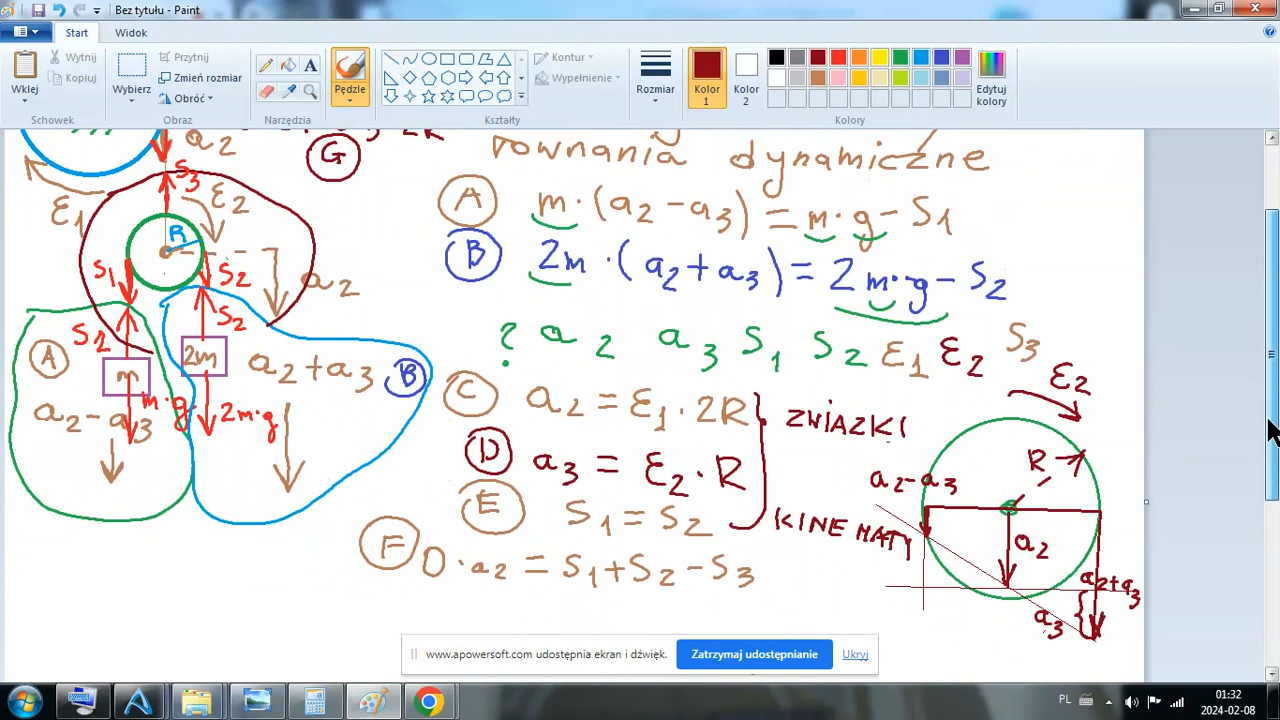 Bez tytułu - Paint
Start Widok
Wklej
Wytnij
Kopiuj
Schowek
Wybierz
Przytnij
Zmień rozmiar
Obróć
Obraz
A
Narzędzia
Pędzle
Kontur
Wypełnienie
Kształty
Rozmiar
Kolor 1
Kolor 2
Edytuj kolory
Kolory
a2
G
2R
równania dynamiczne
ε1
S3
ε2
R
S1
S2
a2
A
S1
m
m·g
a2-a3
S2
2m
2m·g
a2+a3
B
A m·(a2-a3) = m·g - S1
B 2m·(a2+a3) = 2m·g - S2
? a2 a3 S1 S2 ε1 ε2 S3
C a2 = ε1·2R
D a3 = ε2·R
ZWIAZKI
E S1 = S2
KINEMATY
F 0·a2 = S1+S2-S3
ε2
R
a2-a3
a2
a2+a3
a3
www.apowersoft.com udostępnia ekran i dźwięk.
Zatrzymaj udostępnianie
Ukryj
PL
01:32
2024-02-08